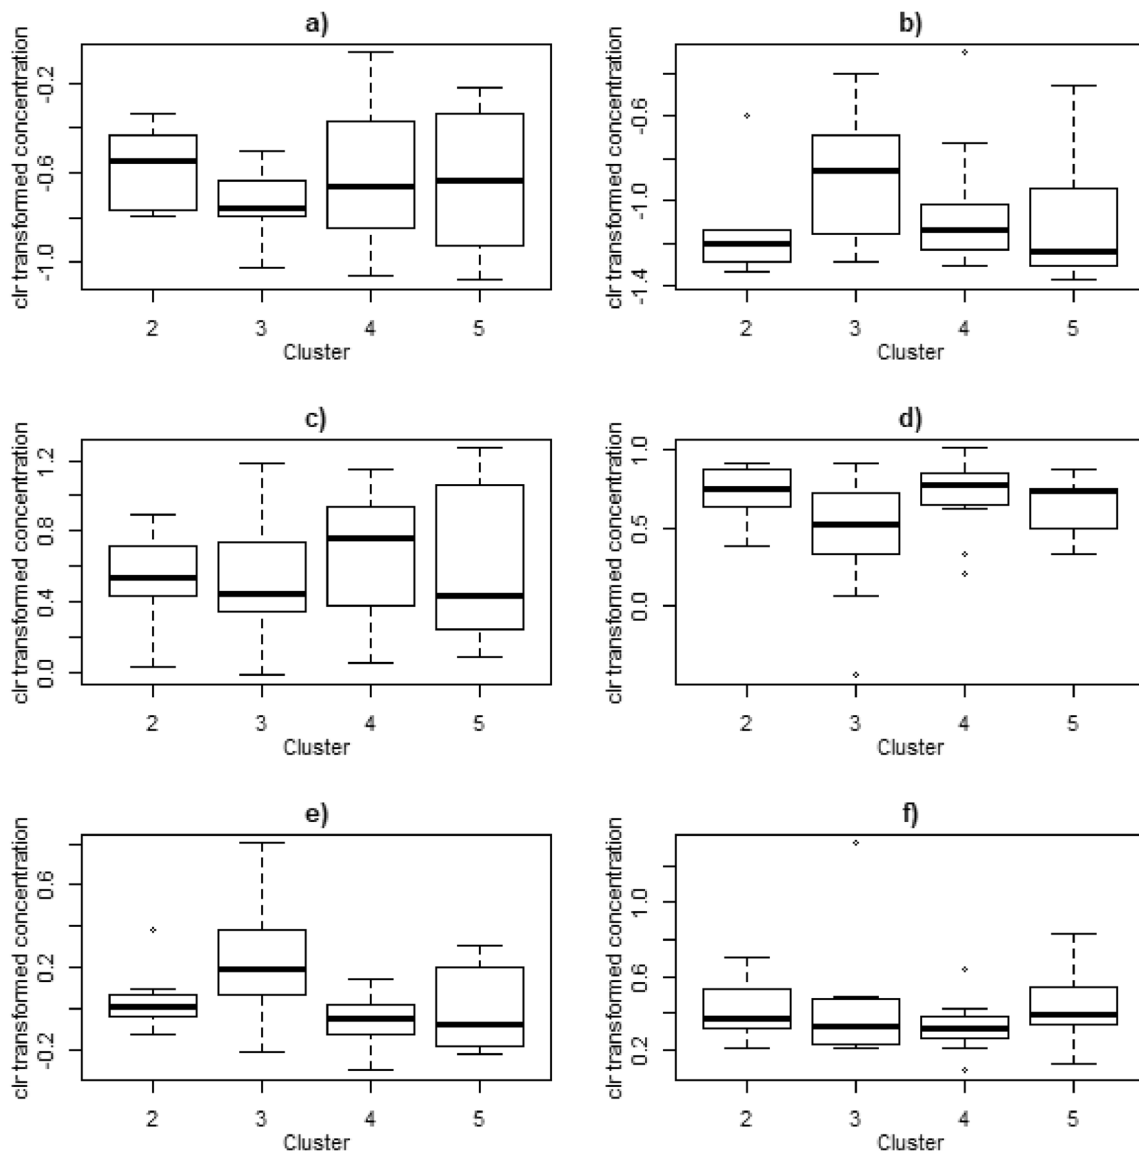 a)
clr transformed concentration
-0.2
-0.6
-1.0
2 3 4 5
Cluster
b)
clr transformed concentration
-0.6
-1.0
-1.4
2 3 4 5
Cluster
c)
clr transformed concentration
1.2
0.8
0.4
0.0
2 3 4 5
Cluster
d)
clr transformed concentration
1.0
0.5
0.0
2 3 4 5
Cluster
e)
clr transformed concentration
0.6
0.2
-0.2
2 3 4 5
Cluster
f)
clr transformed concentration
1.0
0.6
0.2
2 3 4 5
Cluster